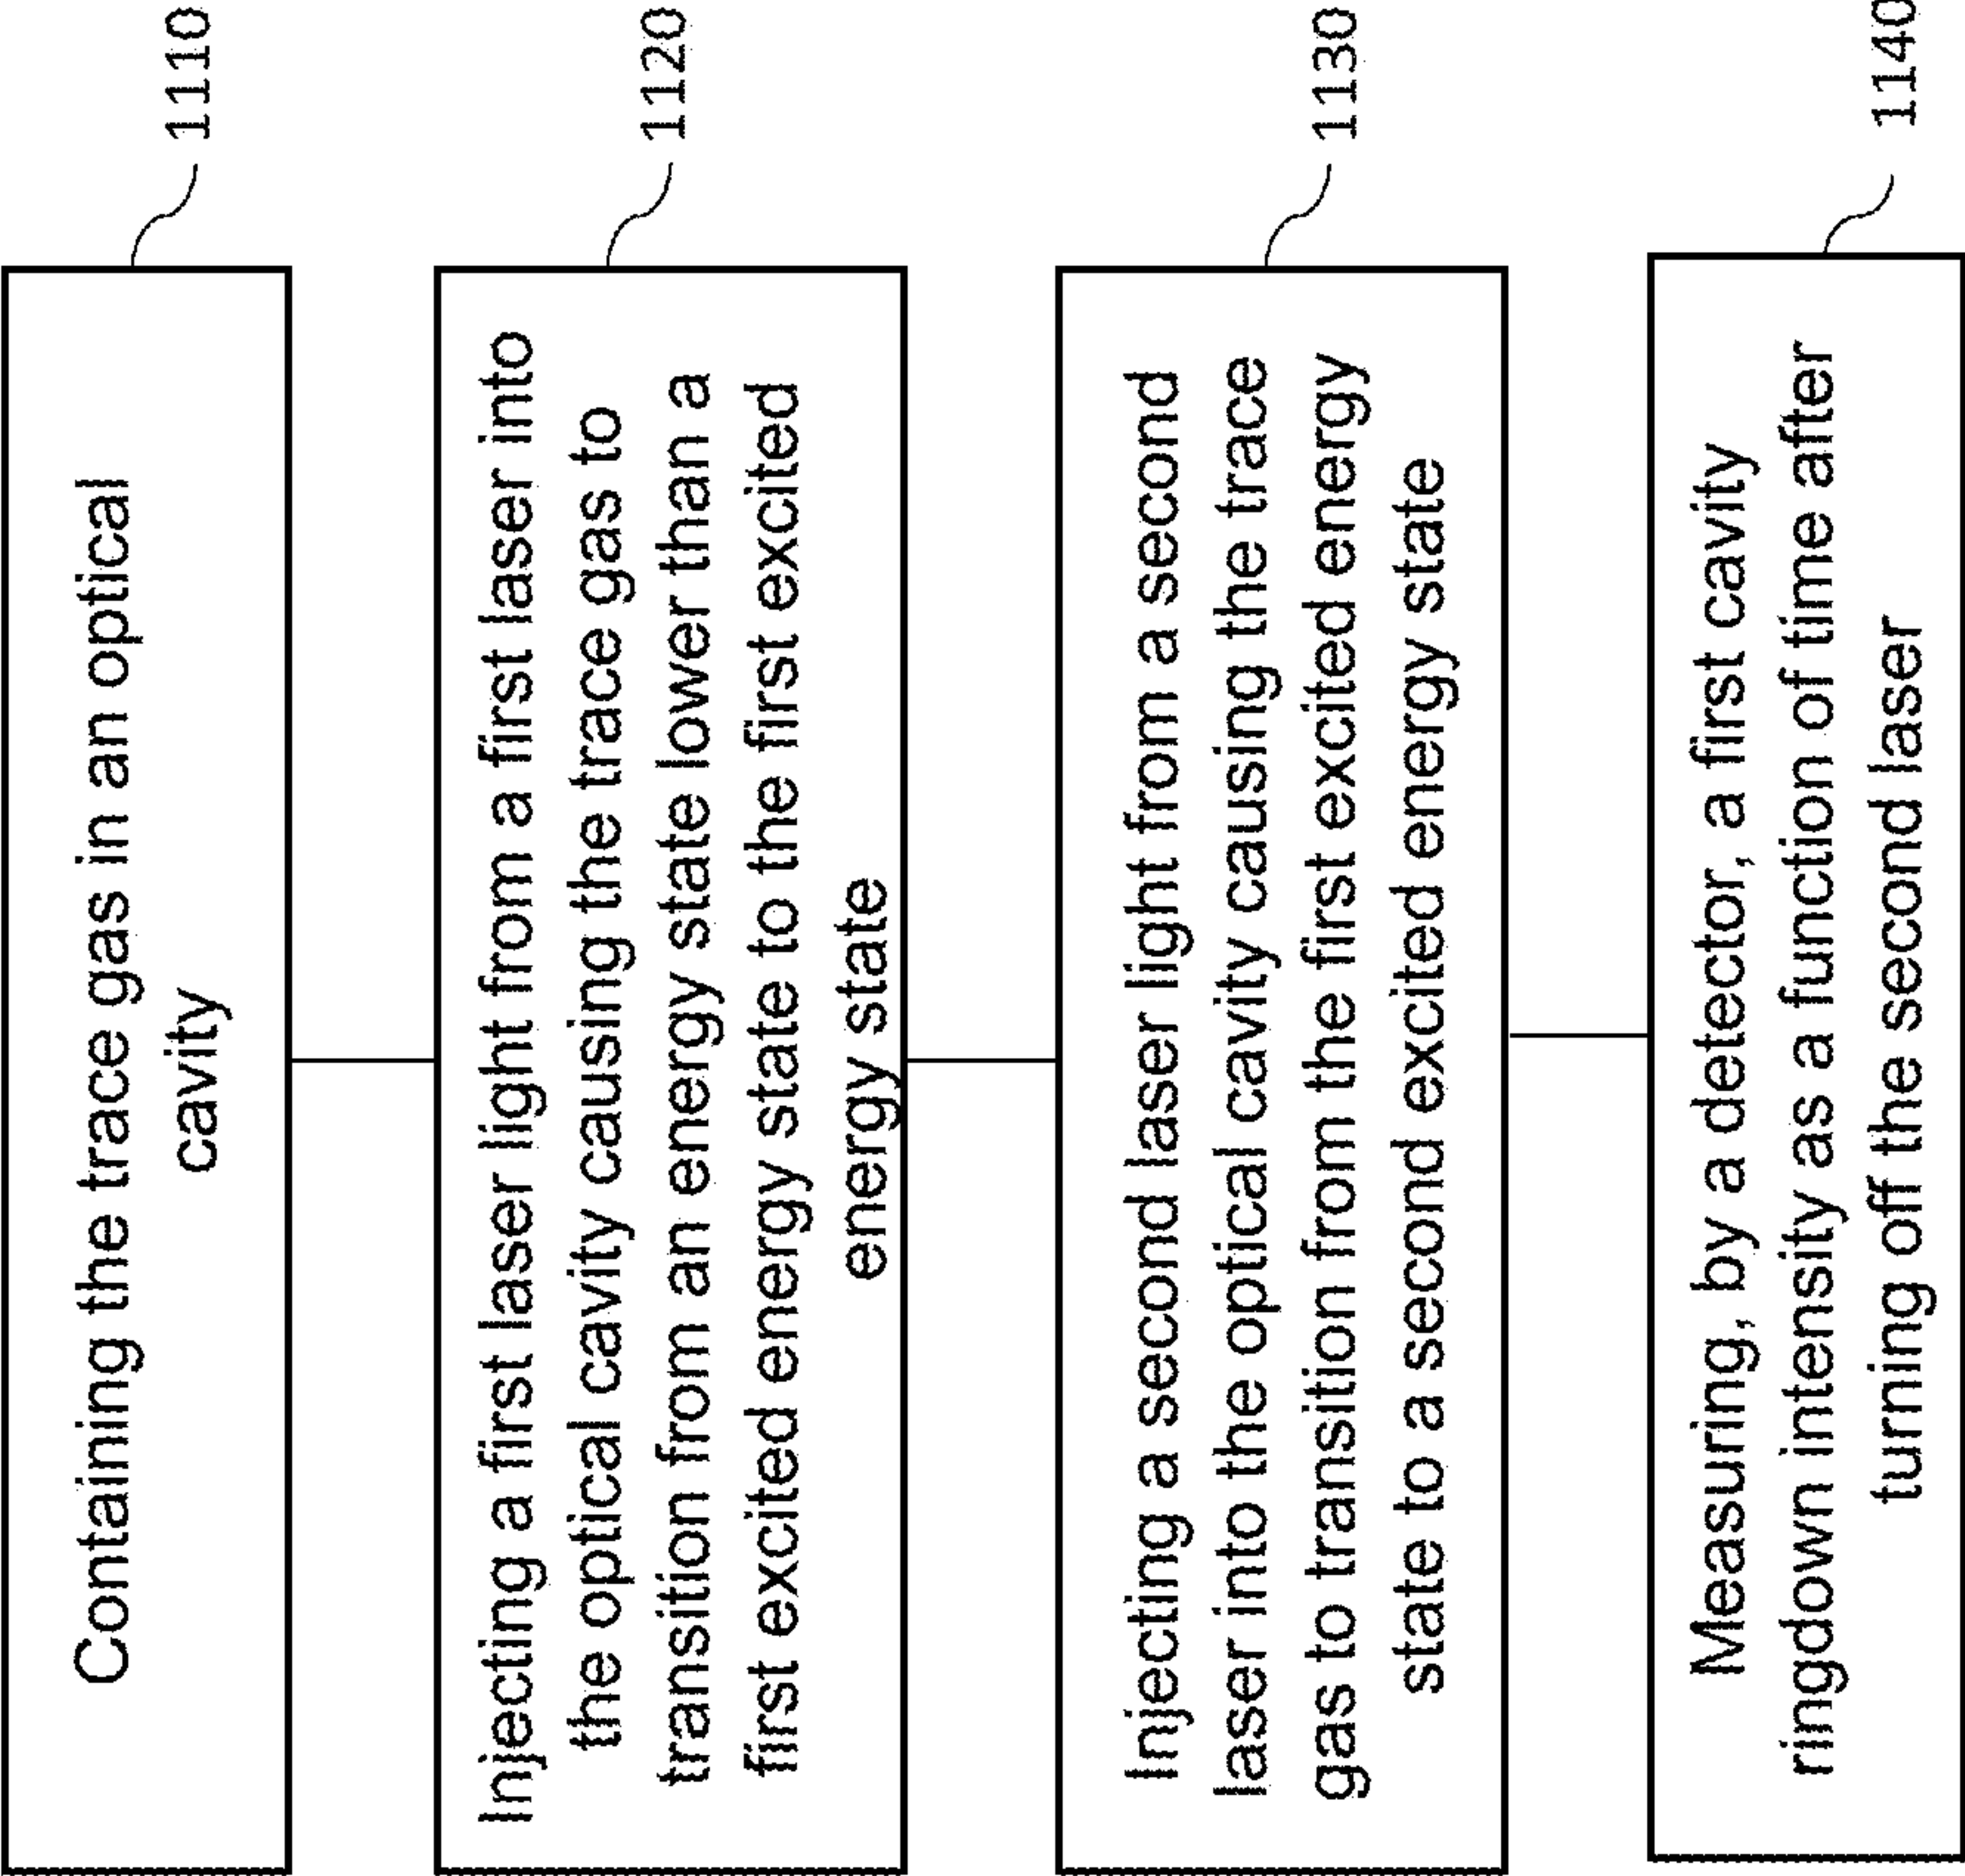 Containing the trace gas in an optical
cavity
1110
Injecting a first laser light from a first laser into
the optical cavity causing the trace gas to
transition from an energy state lower than a
first excited energy state to the first excited
energy state
1120
Injecting a second laser light from a second
laser into the optical cavity causing the trace
gas to transition from the first excited energy
state to a second excited energy state
1130
Measuring, by a detector, a first cavity
ringdown intensity as a function of time after
turning off the second laser
1140